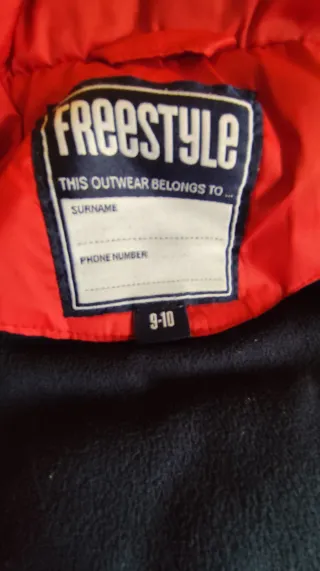 FREESTYLE
THIS OUTWEAR BELONGS TO...
SURNAME
PHONE NUMBER
9-10